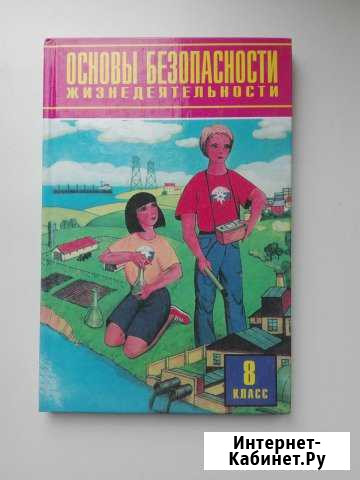 ОСНОВЫ БЕЗОПАСНОСТИ
ЖИЗНЕДЕЯТЕЛЬНОСТИ
8
КЛАСС
Интернет-
Кабинет.Ру